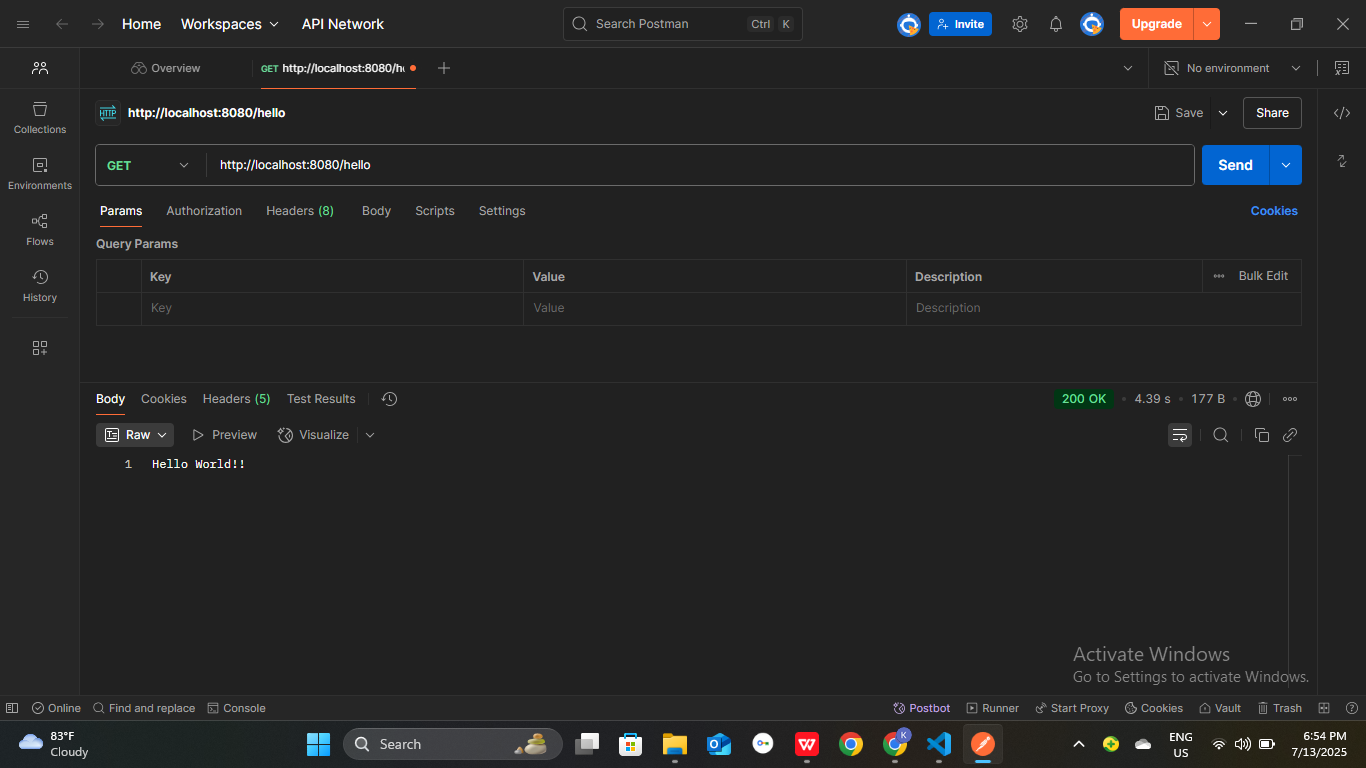 Home Workspaces API Network Search Postman Ctrl K Invite Upgrade
Overview GET http://localhost:8080/he No environment
HTTP http://localhost:8080/hello Save Share
Collections
GET http://localhost:8080/hello Send
Environments
Params Authorization Headers (8) Body Scripts Settings Cookies
Flows
Query Params
Key Value Description Bulk Edit
History
Key Value Description
Body Cookies Headers (5) Test Results 200 OK 4.39 s 177 B
Raw Preview Visualize
1 Hello World!!
Activate Windows
Go to Settings to activate Windows.
Online Find and replace Console Postbot Runner Start Proxy Cookies Vault Trash
83°F
Cloudy
Search
K
ENG
US
6:54 PM
7/13/2025